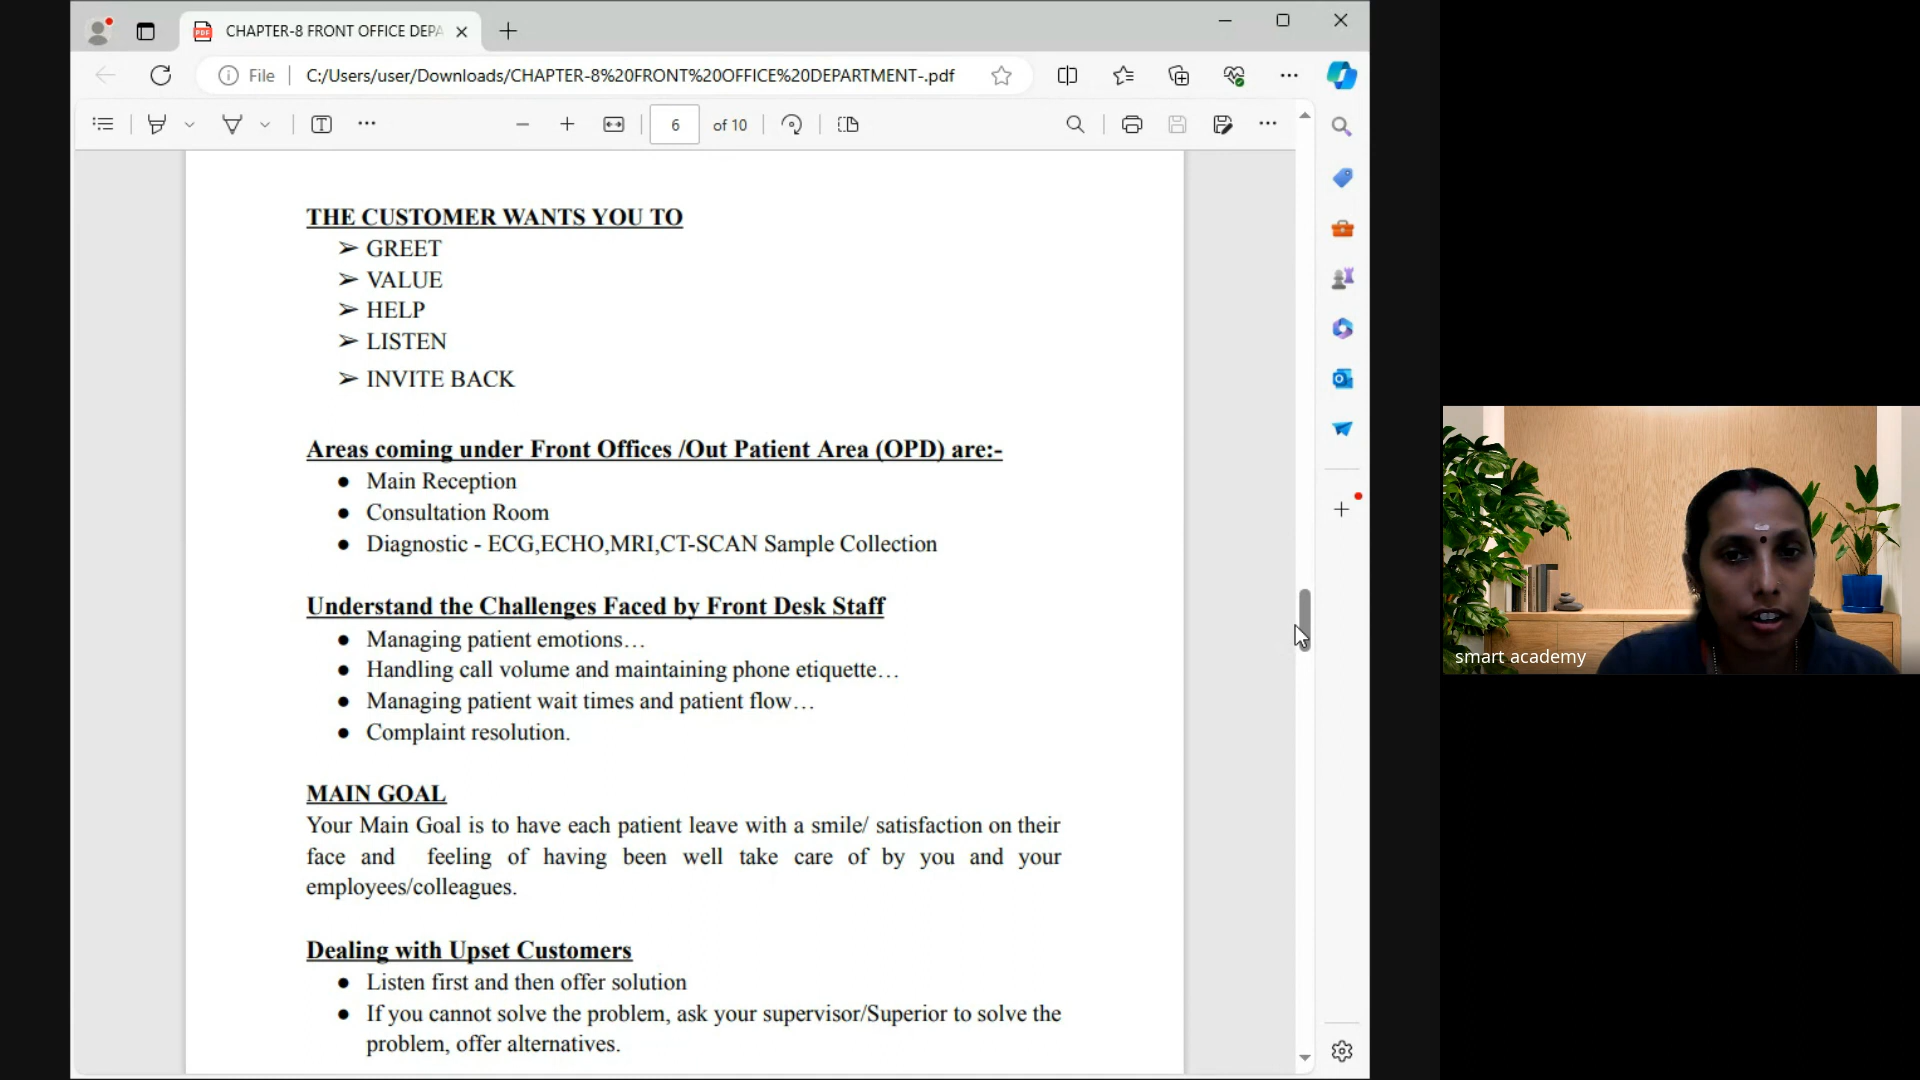 CHAPTER-8 FRONT OFFICE DEPA
File
C:/Users/user/Downloads/CHAPTER-8%20FRONT%20OFFICE%20DEPARTMENT-.pdf
6 of 10
THE CUSTOMER WANTS YOU TO
➢ GREET
➢ VALUE
➢ HELP
➢ LISTEN
➢ INVITE BACK
Areas coming under Front Offices /Out Patient Area (OPD) are:-
● Main Reception
● Consultation Room
● Diagnostic - ECG,ECHO,MRI,CT-SCAN Sample Collection
Understand the Challenges Faced by Front Desk Staff
● Managing patient emotions…
● Handling call volume and maintaining phone etiquette…
● Managing patient wait times and patient flow…
● Complaint resolution.
MAIN GOAL
Your Main Goal is to have each patient leave with a smile/ satisfaction on their
face and feeling of having been well take care of by you and your
employees/colleagues.
Dealing with Upset Customers
● Listen first and then offer solution
● If you cannot solve the problem, ask your supervisor/Superior to solve the
problem, offer alternatives.
smart academy